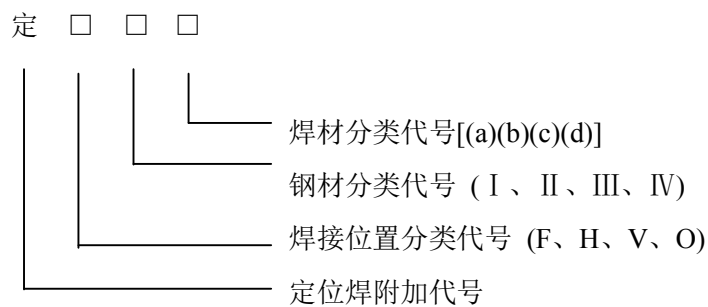 定 □ □ □
焊材分类代号[(a)(b)(c)(d)]
钢材分类代号 (Ⅰ、Ⅱ、Ⅲ、Ⅳ)
焊接位置分类代号 (F、H、V、O)
定位焊附加代号